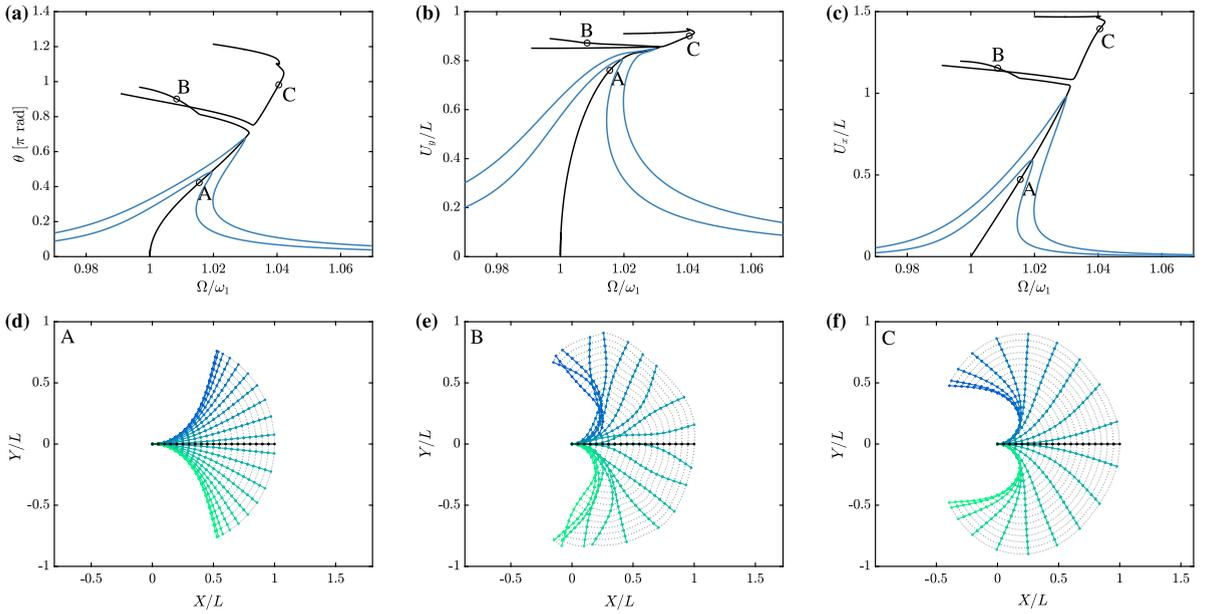 (a)
1.4
1.2
1
0.8
0.6
0.4
0.2
0
θ [π rad]
B
C
A
0.98 1 1.02 1.04 1.06
Ω/ω₁
(b)
1
0.8
0.6
0.4
0.2
0
U_y/L
B
C
A
0.98 1 1.02 1.04 1.06
Ω/ω₁
(c)
1.5
1
0.5
0
U_x/L
B
C
A
0.98 1 1.02 1.04 1.06
Ω/ω₁
(d)
1
0.5
0
-0.5
-1
Y/L
A
-0.5 0 0.5 1 1.5
X/L
(e)
1
0.5
0
-0.5
-1
Y/L
B
-0.5 0 0.5 1 1.5
X/L
(f)
1
0.5
0
-0.5
-1
Y/L
C
-0.5 0 0.5 1 1.5
X/L